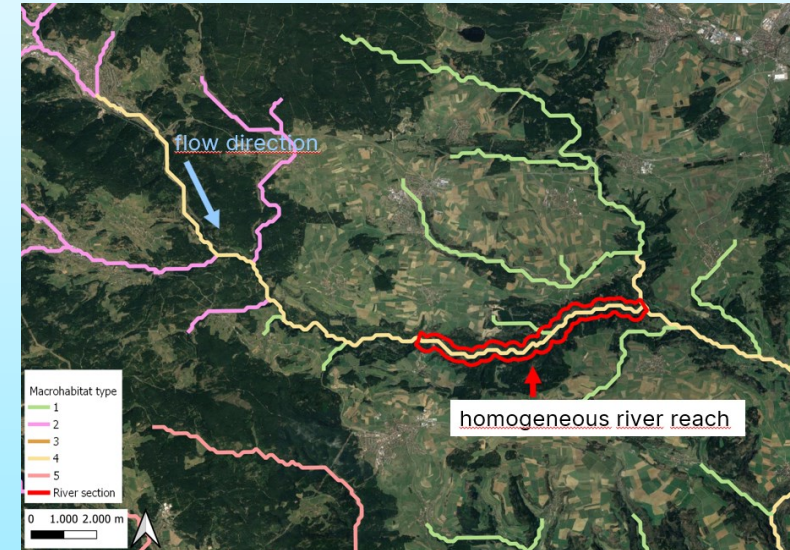 flow direction
homogeneous river reach
Macrohabitat type
1
2
3
4
5
River section
0 1.000 2.000 m